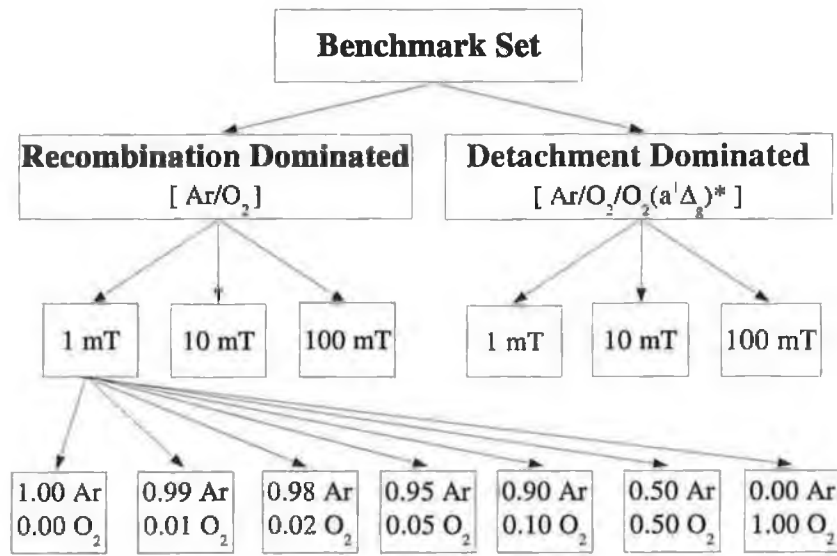 Benchmark Set
Recombination Dominated
[ Ar/O₂ ]
Detachment Dominated
[ Ar/O₂/O₂(a¹Δg)* ]
1 mT
10 mT
100 mT
1 mT
10 mT
100 mT
1.00 Ar
0.00 O₂
0.99 Ar
0.01 O₂
0.98 Ar
0.02 O₂
0.95 Ar
0.05 O₂
0.90 Ar
0.10 O₂
0.50 Ar
0.50 O₂
0.00 Ar
1.00 O₂